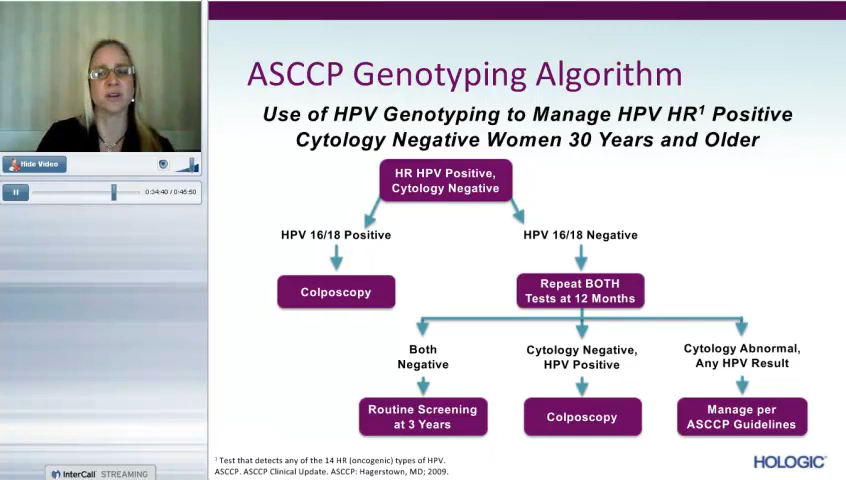 ASCCP Genotyping Algorithm
Use of HPV Genotyping to Manage HPV HR¹ Positive
Cytology Negative Women 30 Years and Older
Hide Video
0:34:40 / 0:46:50
HR HPV Positive,
Cytology Negative
HPV 16/18 Positive
HPV 16/18 Negative
Colposcopy
Repeat BOTH
Tests at 12 Months
Both
Negative
Cytology Negative,
HPV Positive
Cytology Abnormal,
Any HPV Result
Routine Screening
at 3 Years
Colposcopy
Manage per
ASCCP Guidelines
¹ Test that detects any of the 14 HR (oncogenic) types of HPV.
ASCCP. ASCCP Clinical Update. ASCCP: Hagerstown, MD; 2009.
HOLOGIC
InterCall STREAMING